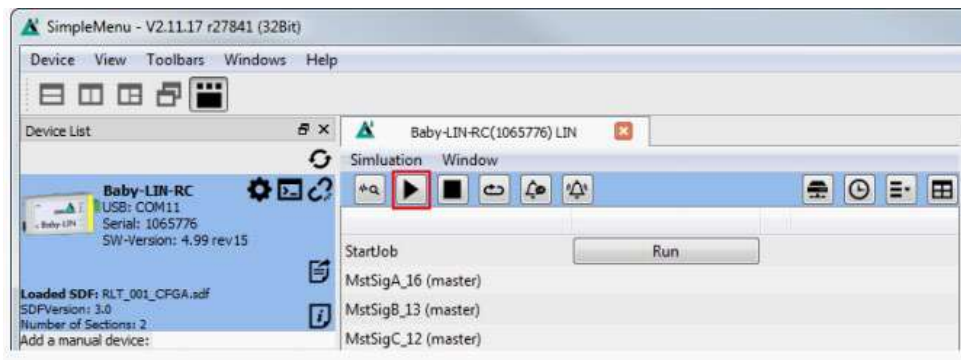 SimpleMenu - V2.11.17 r27841 (32Bit)
Device View Toolbars Windows Help
Device List
Baby-LIN-RC
USB: COM11
Serial: 1065776
SW-Version: 4.99 rev15
Baby-LIN
Loaded SDF: RLT_001_CFGA.sdf
SDFVersion: 3.0
Number of Sections: 2
Add a manual device:
Baby-LIN-RC(1065776) LIN
Simluation Window
StartJob Run
MstSigA_16 (master)
MstSigB_13 (master)
MstSigC_12 (master)